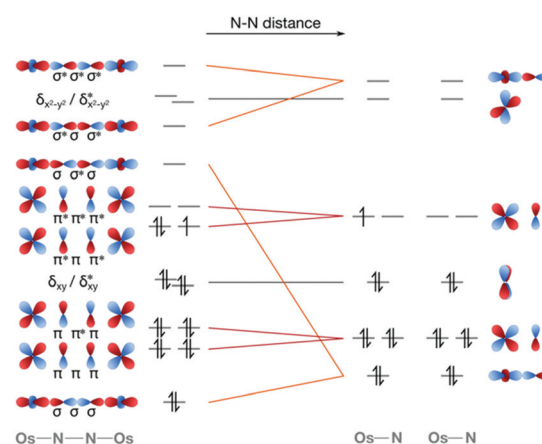 N-N distance
σ* σ* σ*
δx²-y² / δ*x²-y²
σ* σ σ*
σ σ* σ
π* π* π*
π* π π*
δxy / δ*xy
π π* π
π π π
σ σ σ
Os—N—N—Os
Os—N Os—N